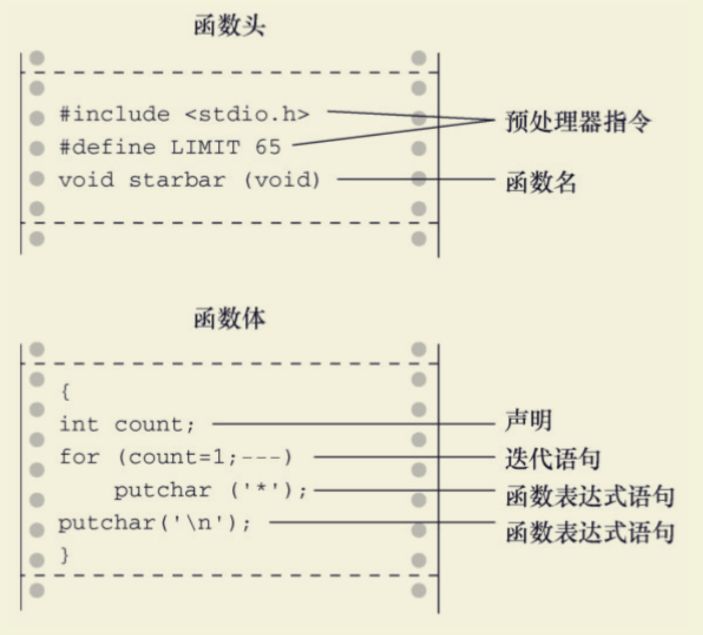 函数头
#include <stdio.h>
#define LIMIT 65
void starbar (void)
预处理器指令
函数名
函数体
{
int count;
for (count=1;---)
putchar ('*');
putchar('\n');
}
声明
迭代语句
函数表达式语句
函数表达式语句